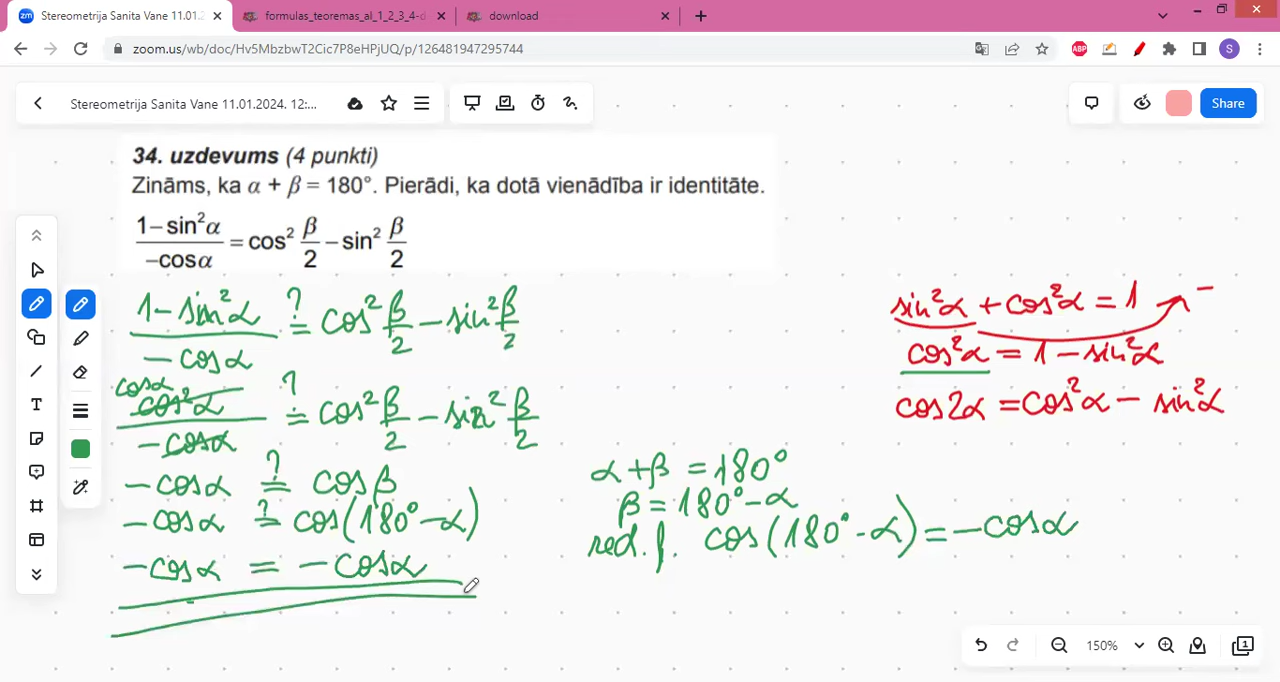 Stereometrija Sanita Vane 11.01.2
formulas_teoremas_al_1_2_3_4-d
download
zoom.us/wb/doc/Hv5MbzbwT2Cic7P8eHPjUQ/p/126481947295744
ABP
S
Stereometrija Sanita Vane 11.01.2024. 12:...
Share
34. uzdevums (4 punkti)
Zināms, ka α + β = 180°. Pierādi, ka dotā vienādība ir identitāte.
1−sin²α / −cosα = cos² β/2 − sin² β/2
1 − sin²α / − cosα ?= cos² β/2 − sin² β/2
cosα
cos²α / − cosα ?= cos² β/2 − sin² β/2
− cosα ?= cosβ
− cosα ?= cos(180° − α)
− cosα = − cosα
α + β = 180°
β = 180° − α
red. f. cos(180° − α) = − cosα
sin²α + cos²α = 1 −
cos²α = 1 − sin²α
cos2α = cos²α − sin²α
T
150%
1